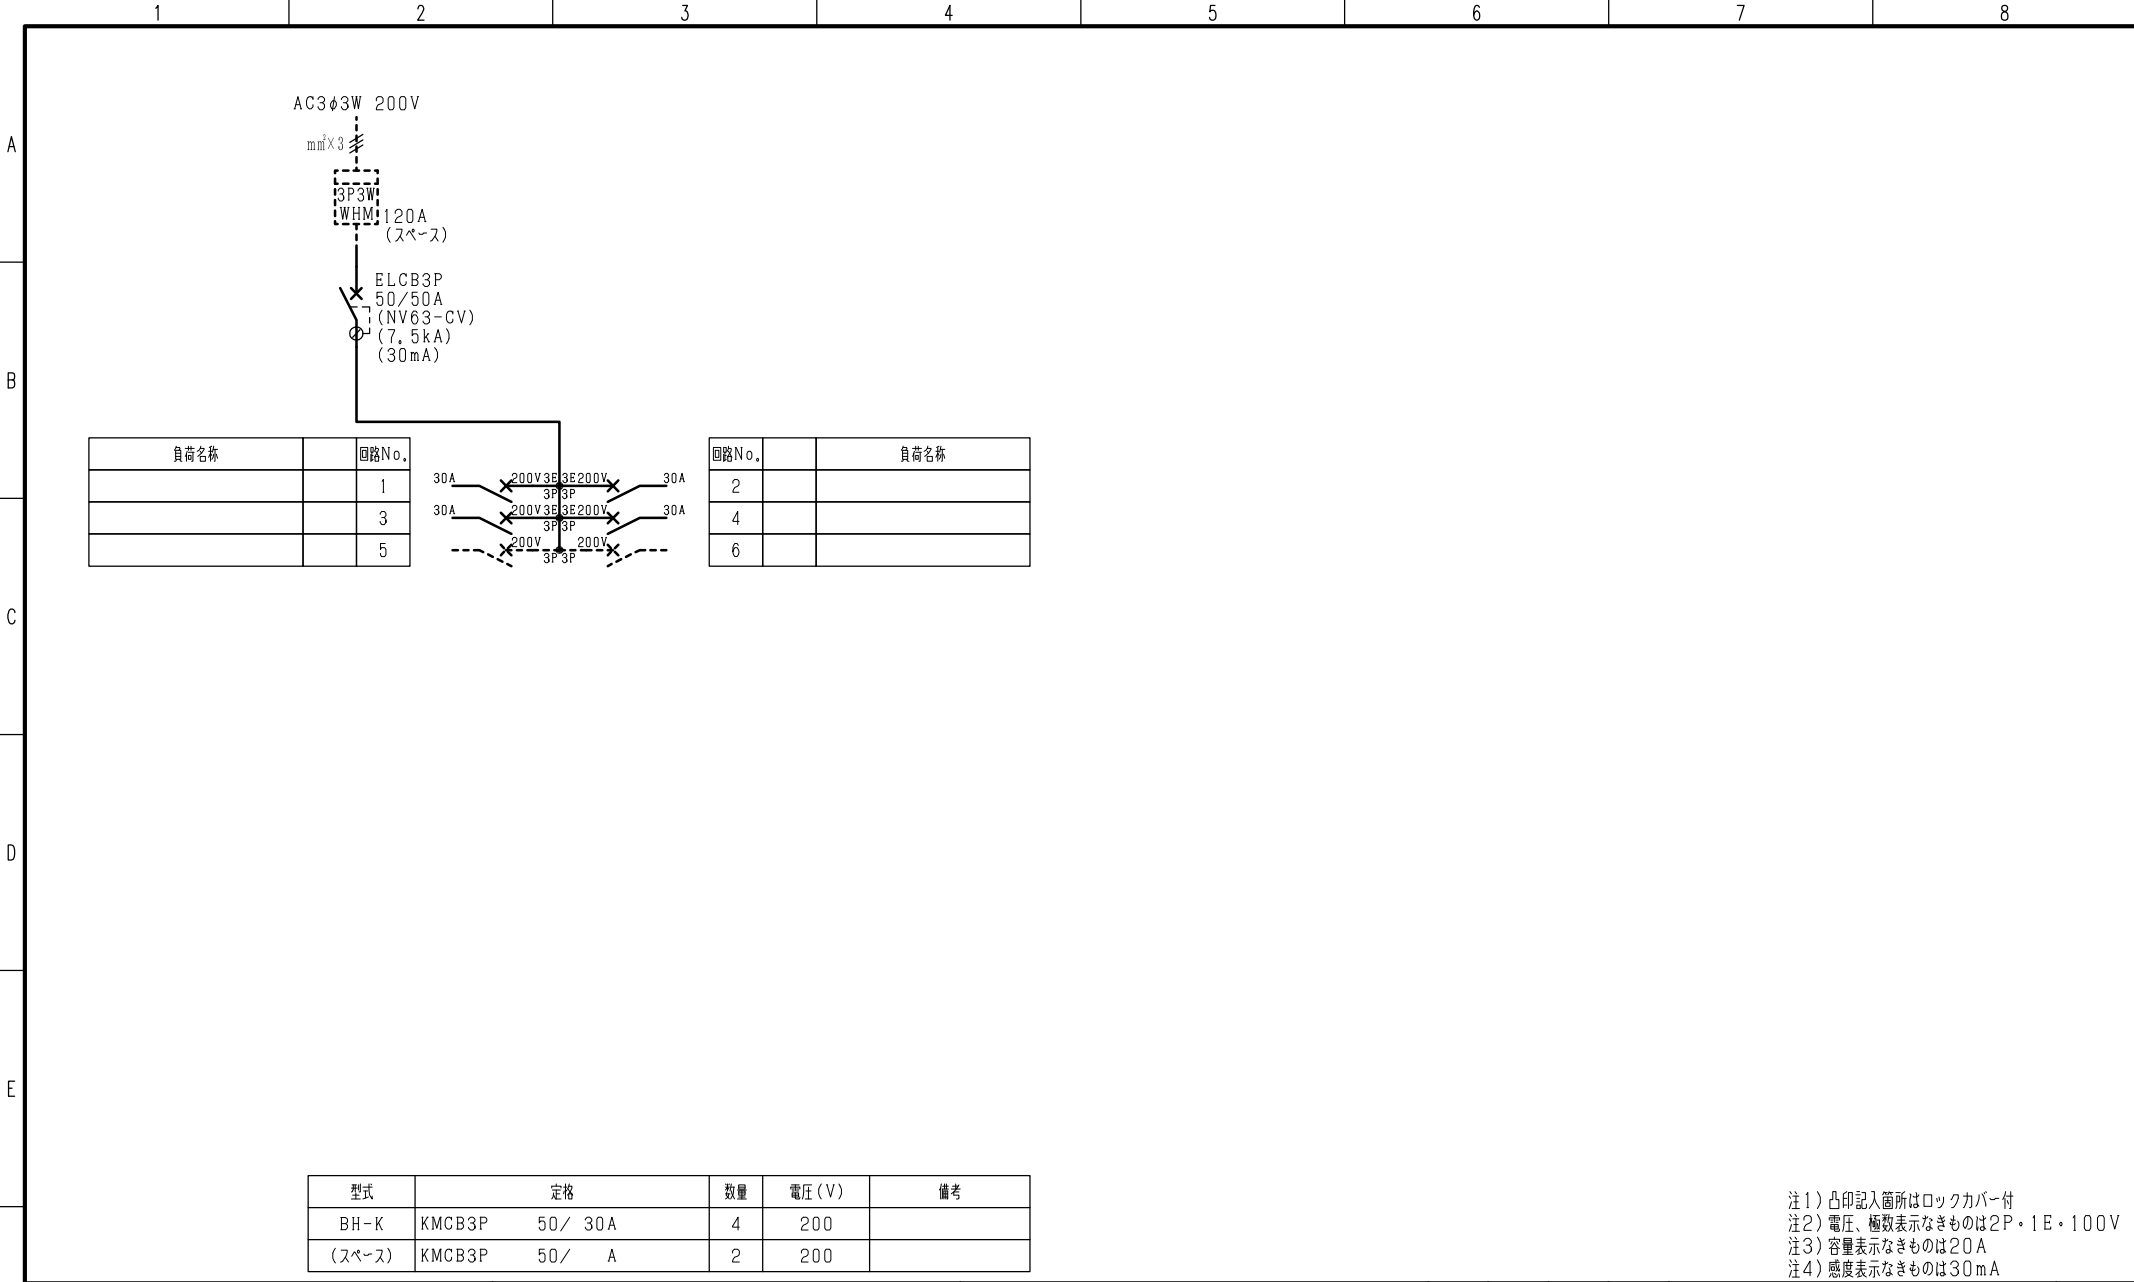 1 2 3 4 5 6 7 8
A
B
C
D
E
AC3φ3W 200V
mm²×3
3P3W
WHM
120A
(スペース)
ELCB3P
50/50A
(NV63-CV)
(7.5kA)
(30mA)
負荷名称 回路No.
1
3
5
30A 200V 3E 3E 200V 30A
3P 3P
30A 200V 3E 3E 200V 30A
3P 3P
200V 200V
3P 3P
回路No. 負荷名称
2
4
6
型式 定格 数量 電圧(V) 備考
BH-K KMCB3P 50/ 30A 4 200
(スペース) KMCB3P 50/ A 2 200
注1)凸印記入箇所はロックカバー付
注2)電圧、極数表示なきものは2P・1E・100V
注3)容量表示なきものは20A
注4)感度表示なきものは30mA